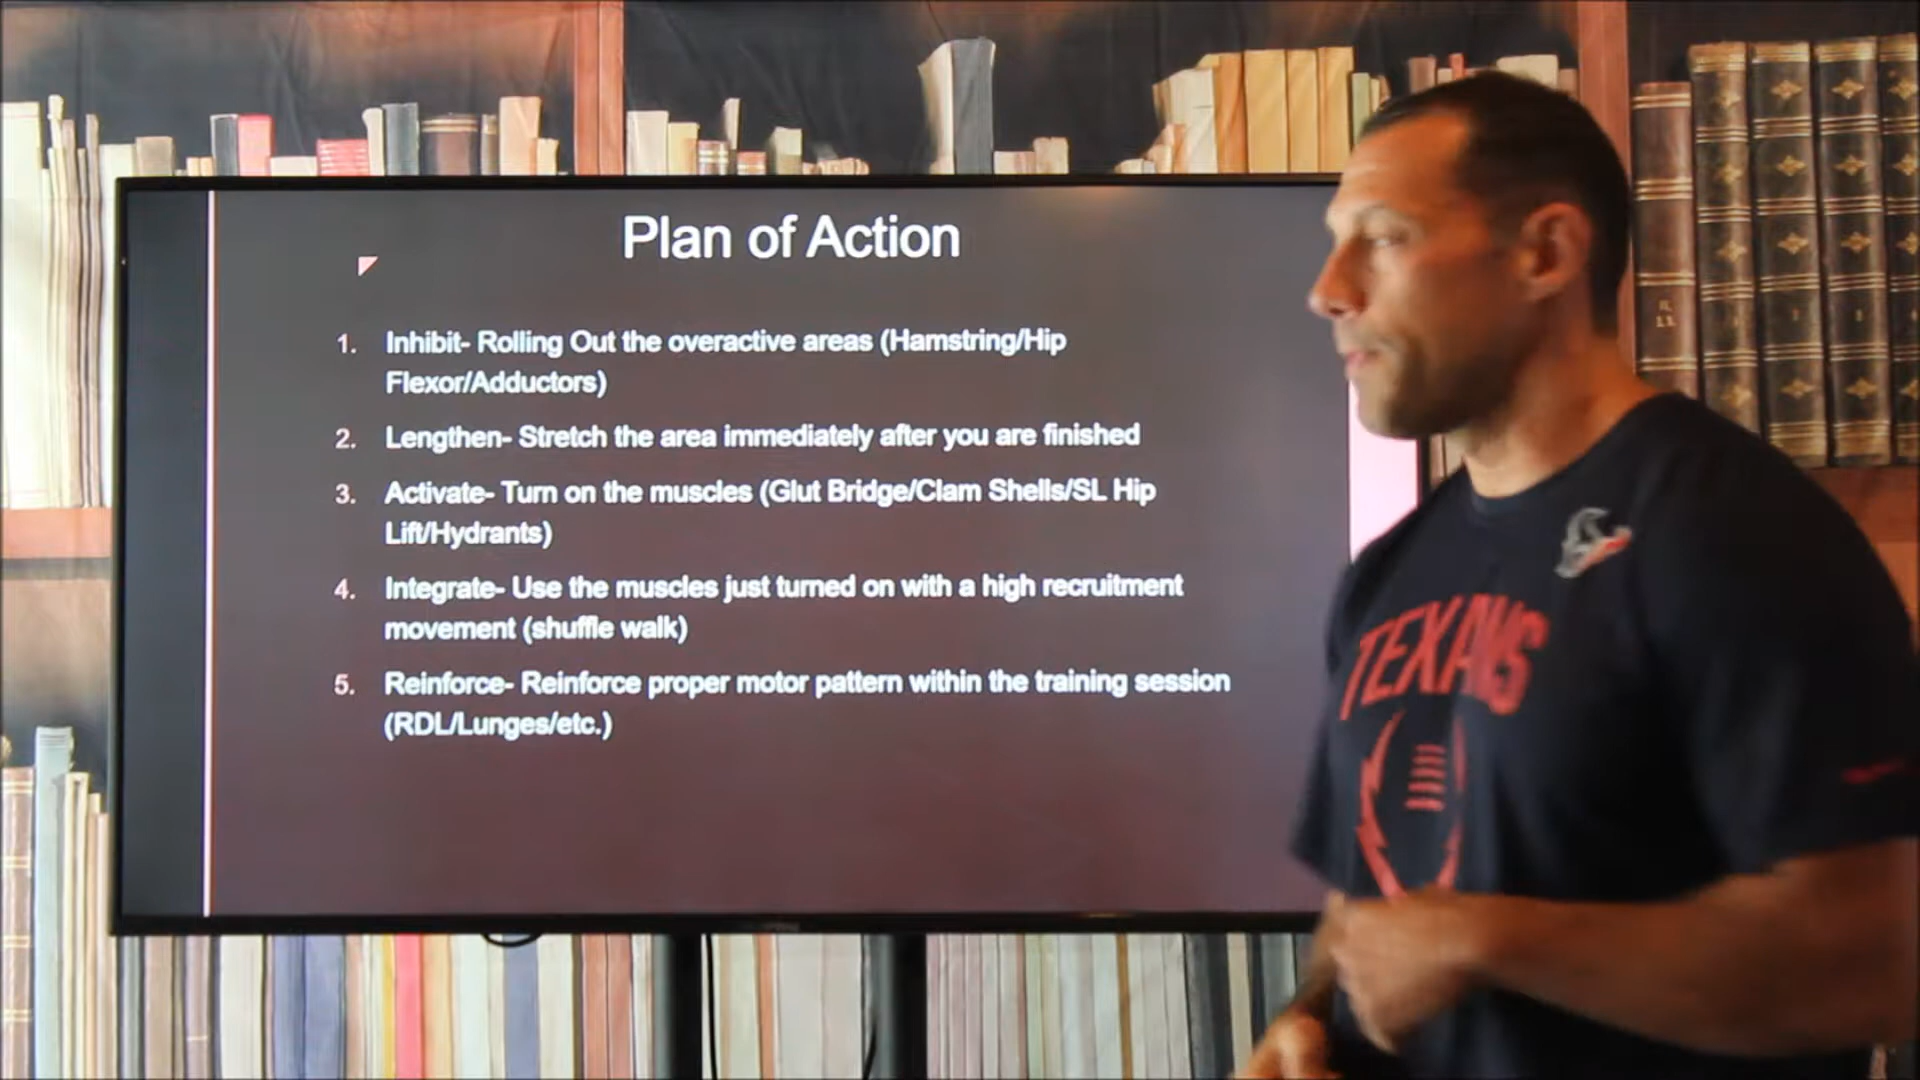 Plan of Action
1. Inhibit- Rolling Out the overactive areas (Hamstring/Hip
Flexor/Adductors)
2. Lengthen- Stretch the area immediately after you are finished
3. Activate- Turn on the muscles (Glut Bridge/Clam Shells/SL Hip
Lift/Hydrants)
4. Integrate- Use the muscles just turned on with a high recruitment
movement (shuffle walk)
5. Reinforce- Reinforce proper motor pattern within the training session
(RDL/Lunges/etc.)
TEXANS